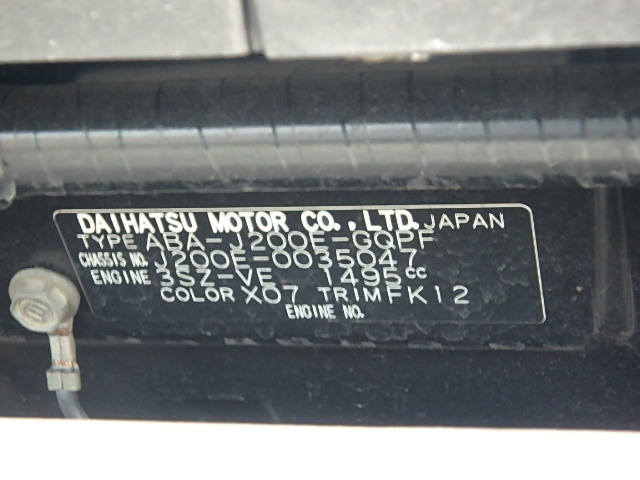 DAIHATSU MOTOR CO., LTD. JAPAN
TYPE ABA-J200E-GQPF
CHASSIS NO. J200E-0035047
ENGINE 3SZ-VE 1495cc
COLOR X07 TRIM FK12
ENGINE NO.